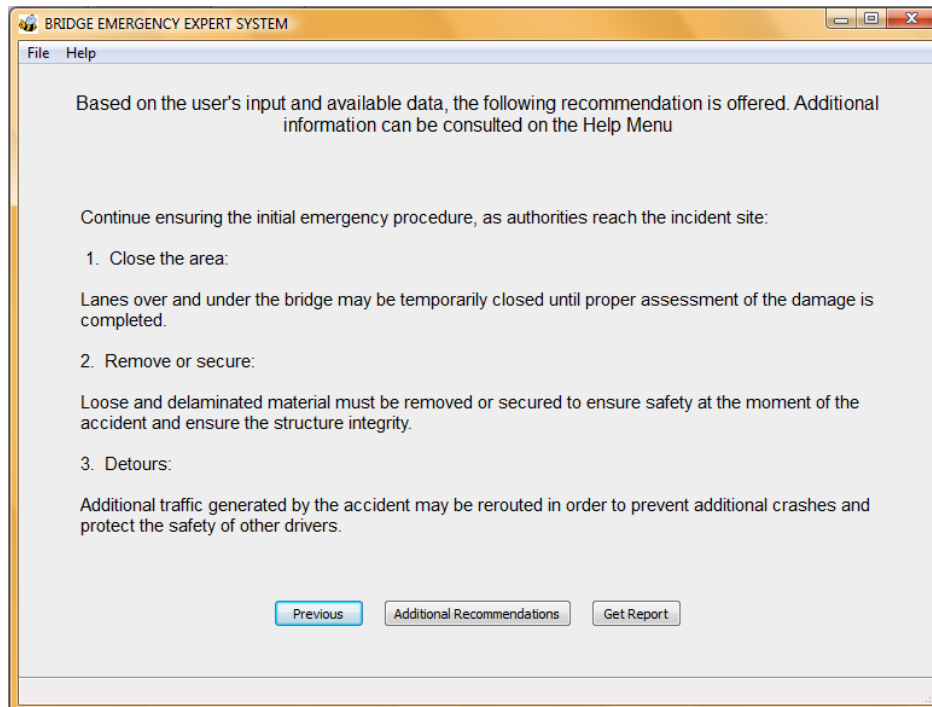 BRIDGE EMERGENCY EXPERT SYSTEM
File Help
Based on the user's input and available data, the following recommendation is offered. Additional
information can be consulted on the Help Menu
Continue ensuring the initial emergency procedure, as authorities reach the incident site:
1. Close the area:
Lanes over and under the bridge may be temporarily closed until proper assessment of the damage is
completed.
2. Remove or secure:
Loose and delaminated material must be removed or secured to ensure safety at the moment of the
accident and ensure the structure integrity.
3. Detours:
Additional traffic generated by the accident may be rerouted in order to prevent additional crashes and
protect the safety of other drivers.
Previous Additional Recommendations Get Report